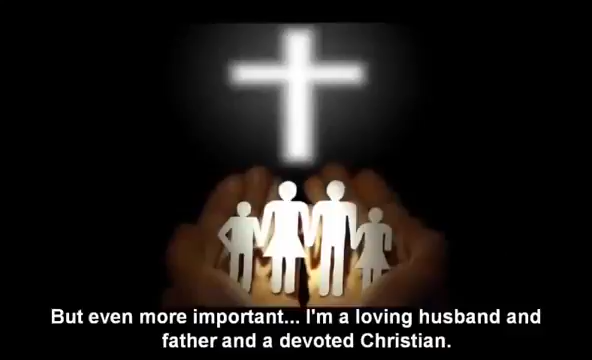 But even more important... I'm a loving husband and
father and a devoted Christian.